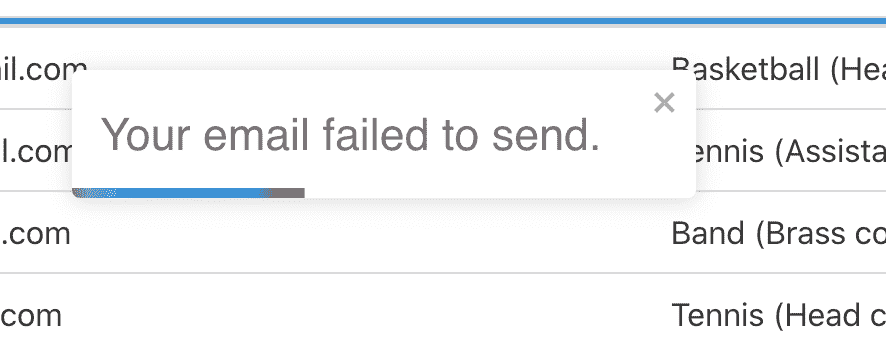 il.com
Basketball (Hea
Your email failed to send.
×
l.com
ennis (Assista
.com
Band (Brass co
com
Tennis (Head c